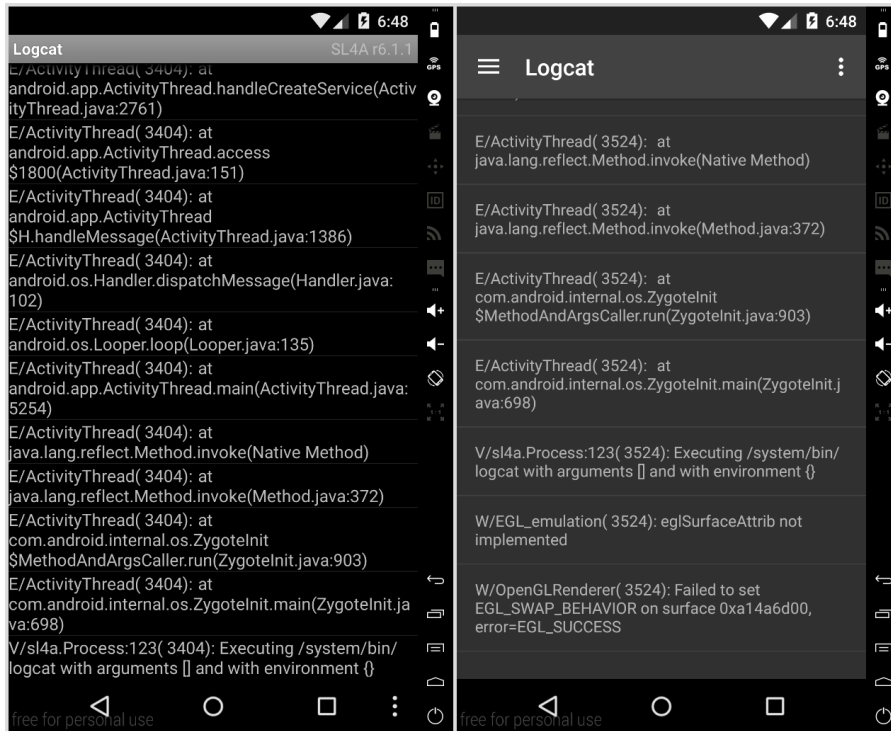 6:48
Logcat SL4A r6.1.1
E/ActivityThread( 3404): at
android.app.ActivityThread.handleCreateService(Activ
ityThread.java:2761)
E/ActivityThread( 3404): at
android.app.ActivityThread.access
$1800(ActivityThread.java:151)
E/ActivityThread( 3404): at
android.app.ActivityThread
$H.handleMessage(ActivityThread.java:1386)
E/ActivityThread( 3404): at
android.os.Handler.dispatchMessage(Handler.java:
102)
E/ActivityThread( 3404): at
android.os.Looper.loop(Looper.java:135)
E/ActivityThread( 3404): at
android.app.ActivityThread.main(ActivityThread.java:
5254)
E/ActivityThread( 3404): at
java.lang.reflect.Method.invoke(Native Method)
E/ActivityThread( 3404): at
java.lang.reflect.Method.invoke(Method.java:372)
E/ActivityThread( 3404): at
com.android.internal.os.ZygoteInit
$MethodAndArgsCaller.run(ZygoteInit.java:903)
E/ActivityThread( 3404): at
com.android.internal.os.ZygoteInit.main(ZygoteInit.ja
va:698)
V/sl4a.Process:123( 3404): Executing /system/bin/
logcat with arguments [] and with environment {}
free for personal use
GPS
ID
6:48
Logcat
E/ActivityThread( 3524): at
java.lang.reflect.Method.invoke(Native Method)
E/ActivityThread( 3524): at
java.lang.reflect.Method.invoke(Method.java:372)
E/ActivityThread( 3524): at
com.android.internal.os.ZygoteInit
$MethodAndArgsCaller.run(ZygoteInit.java:903)
E/ActivityThread( 3524): at
com.android.internal.os.ZygoteInit.main(ZygoteInit.j
ava:698)
V/sl4a.Process:123( 3524): Executing /system/bin/
logcat with arguments [] and with environment {}
W/EGL_emulation( 3524): eglSurfaceAttrib not
implemented
W/OpenGLRenderer( 3524): Failed to set
EGL_SWAP_BEHAVIOR on surface 0xa14a6d00,
error=EGL_SUCCESS
free for personal use
GPS
ID